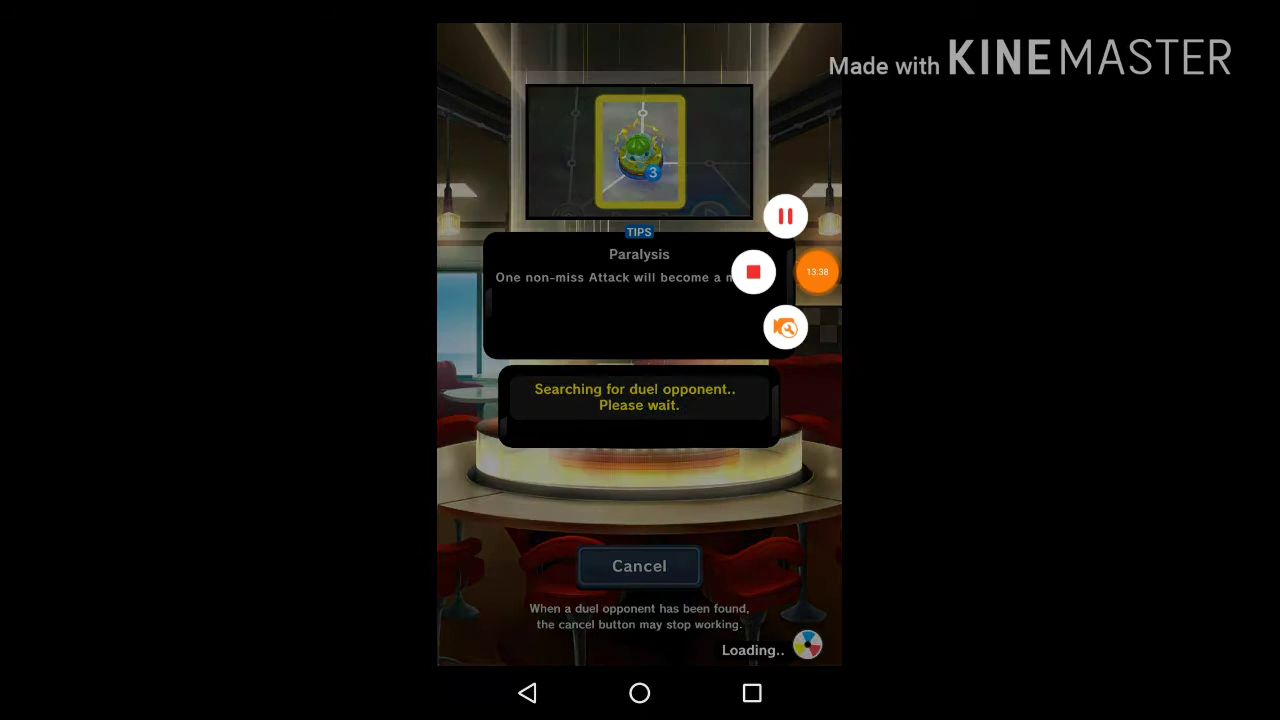 Made with KINEMASTER
3
TIPS
Paralysis
One non-miss Attack will become a
13:38
Searching for duel opponent..
Please wait.
Cancel
When a duel opponent has been found,
the cancel button may stop working.
Loading..